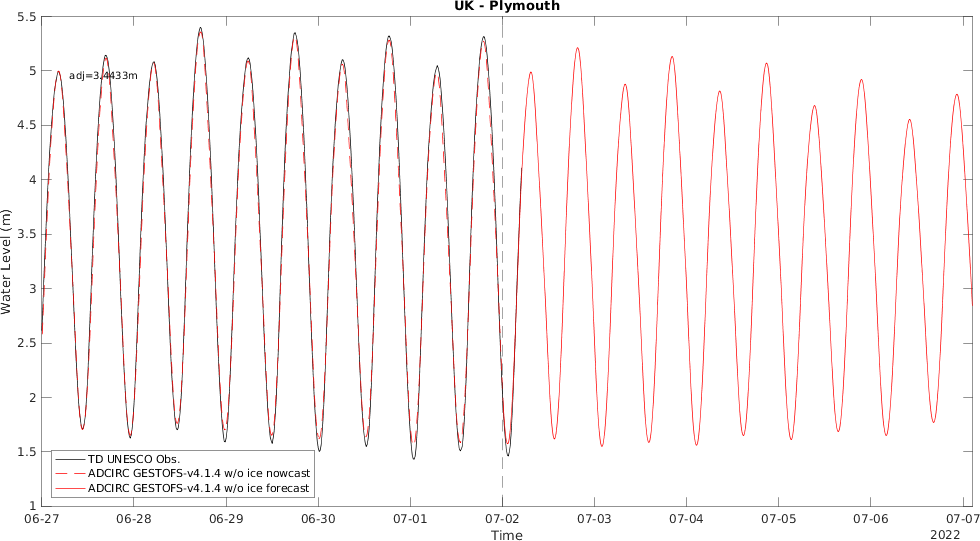 UK - Plymouth
5.5
5
4.5
4
3.5
3
2.5
2
1.5
1
Water Level (m)
adj=3.4433m
TD UNESCO Obs.
ADCIRC GESTOFS-v4.1.4 w/o ice nowcast
ADCIRC GESTOFS-v4.1.4 w/o ice forecast
06-27 06-28 06-29 06-30 07-01 07-02 07-03 07-04 07-05 07-06 07-07
Time
2022